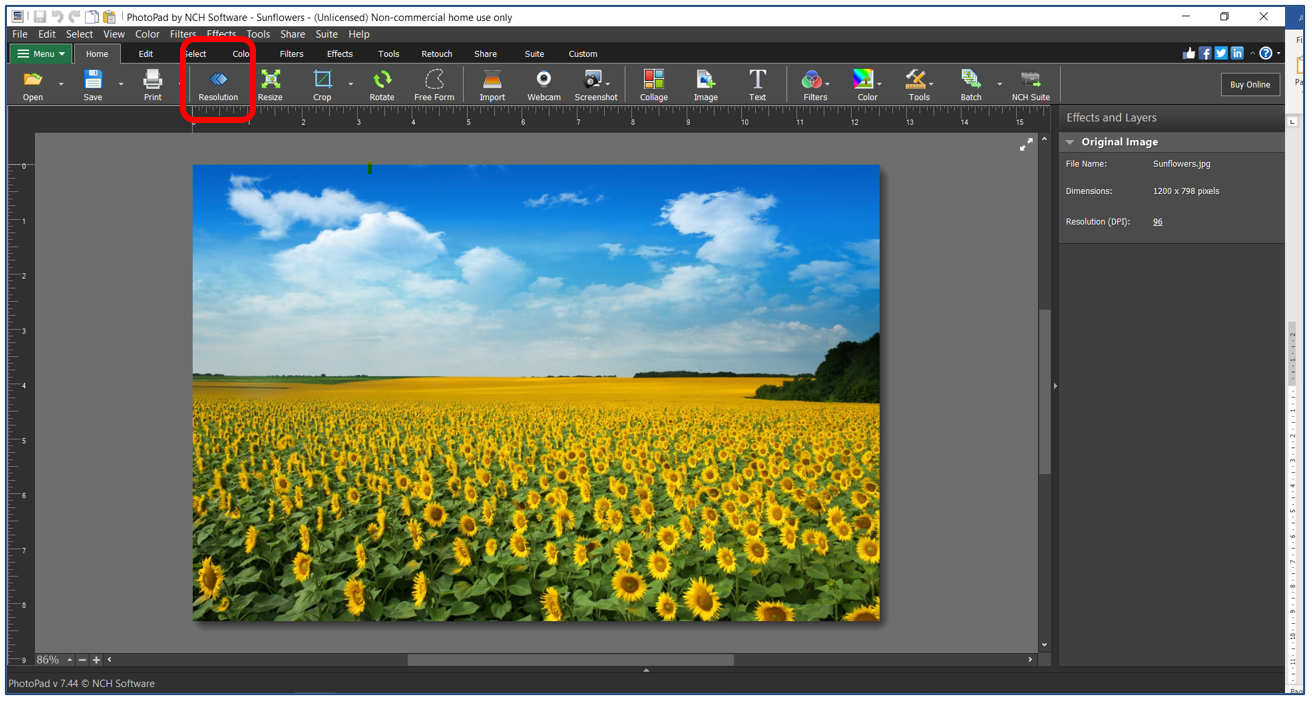 PhotoPad by NCH Software - Sunflowers - (Unlicensed) Non-commercial home use only
File Edit Select View Color Filters Effects Tools Share Suite Help
Menu Home Edit Select Color Filters Effects Tools Retouch Share Suite Custom
Open Save Print Resolution Resize Crop Rotate Free Form Import Webcam Screenshot Collage Image Text Filters Color Tools Batch NCH Suite Buy Online
0 1 2 3 4 5 6 7 8 9 10 11 12 13 14 15
Effects and Layers
Original Image
File Name: Sunflowers.jpg
Dimensions: 1200 x 798 pixels
Resolution (DPI): 96
0
1
2
3
4
5
6
7
8
9
86%
PhotoPad v 7.44 © NCH Software